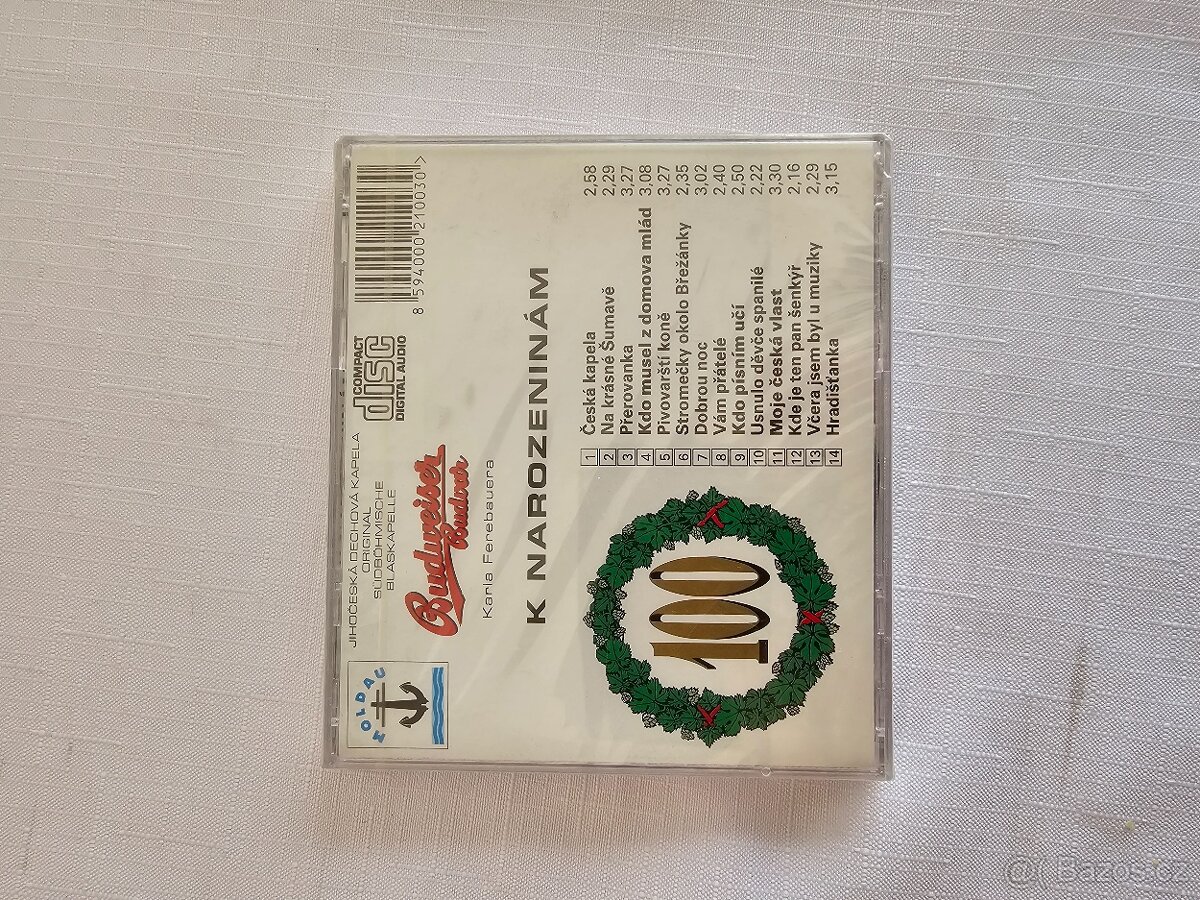 MOLDAU
JIHOČESKÁ DECHOVÁ KAPELA
ORIGINAL
SÜDBÖHMISCHE
BLASKAPELLE
COMPACT
disc
DIGITAL AUDIO
8 594000 210030 >
Budweiser
Budvar
Karla Ferebauera
K NAROZENINÁM
100
1 Česká kapela 2,58
2 Na krásné Šumavě 2,29
3 Přerovanka 3,27
4 Kdo musel z domova mlád 3,08
5 Pivovarští koně 3,27
6 Stromečky okolo Břežánky 2,35
7 Dobrou noc 3,02
8 Vám přátelé 2,40
9 Kdo písním učí 2,50
10 Usnulo děvče spanilé 2,22
11 Moje česká vlast 3,30
12 Kde je ten pan šenkýř 2,16
13 Včera jsem byl u muziky 2,29
14 Hradišťanka 3,15
@ Bazos.cz